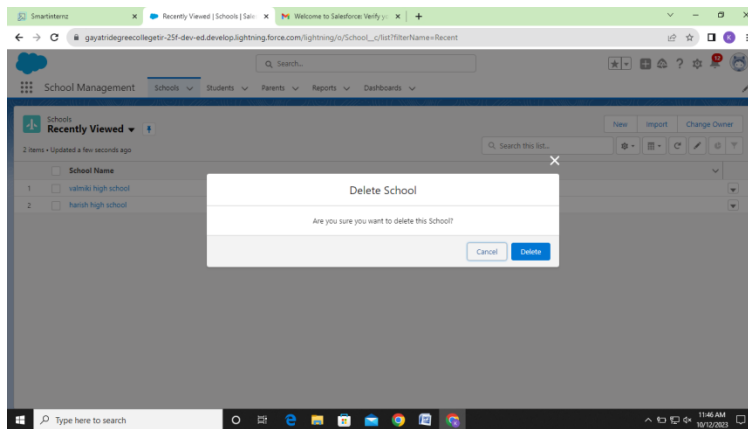 Smartinternz
Recently Viewed | Schools | Sale
Welcome to Salesforce: Verify yo
gayatridegreecollegetir-25f-dev-ed.develop.lightning.force.com/lightning/o/School__c/list?filterName=Recent
K
Search...
School Management
Schools
Students
Parents
Reports
Dashboards
Schools
Recently Viewed
New
Import
Change Owner
2 items • Updated a few seconds ago
Search this list...
School Name
1
valmiki high school
2
harish high school
Delete School
Are you sure you want to delete this School?
Cancel
Delete
Type here to search
11:46 AM
10/12/2023